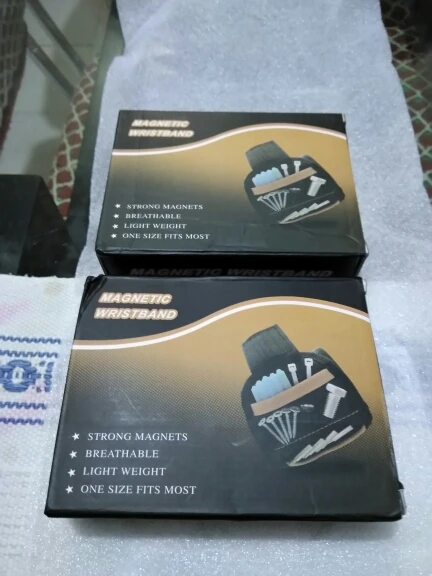 MAGNETIC
WRISTBAND
★ STRONG MAGNETS
★ BREATHABLE
★ LIGHT WEIGHT
★ ONE SIZE FITS MOST
MAGNETIC WRISTBAND
MAGNETIC
WRISTBAND
★ STRONG MAGNETS
★ BREATHABLE
★ LIGHT WEIGHT
★ ONE SIZE FITS MOST